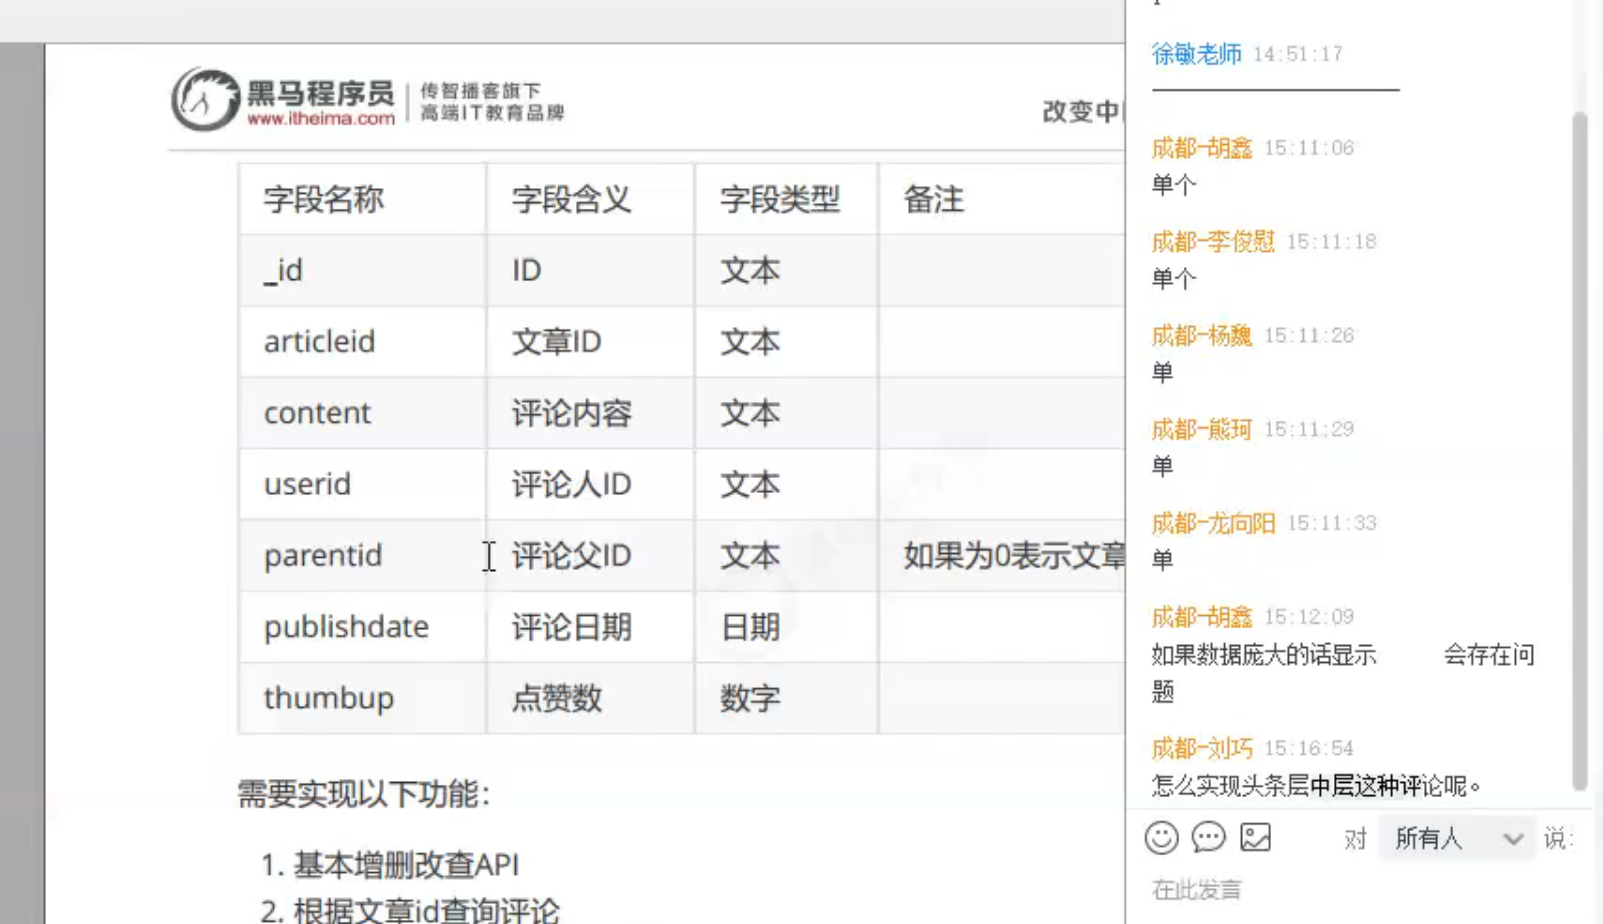 黑马程序员
www.itheima.com
传智播客旗下
高端IT教育品牌
改变中
字段名称 字段含义 字段类型 备注
_id ID 文本
articleid 文章ID 文本
content 评论内容 文本
userid 评论人ID 文本
parentid 评论父ID 文本 如果为0表示文章
publishdate 评论日期 日期
thumbup 点赞数 数字
需要实现以下功能：
1. 基本增删改查API
2. 根据文章id查询评论
徐敏老师 14:51:17
成都-胡鑫 15:11:06
单个
成都-李俊慰 15:11:18
单个
成都-杨魏 15:11:26
单
成都-熊珂 15:11:29
单
成都-龙向阳 15:11:33
单
成都-胡鑫 15:12:09
如果数据庞大的话显示 会存在问
题
成都-刘巧 15:16:54
怎么实现头条层中层这种评论呢。
对 所有人 说:
在此发言